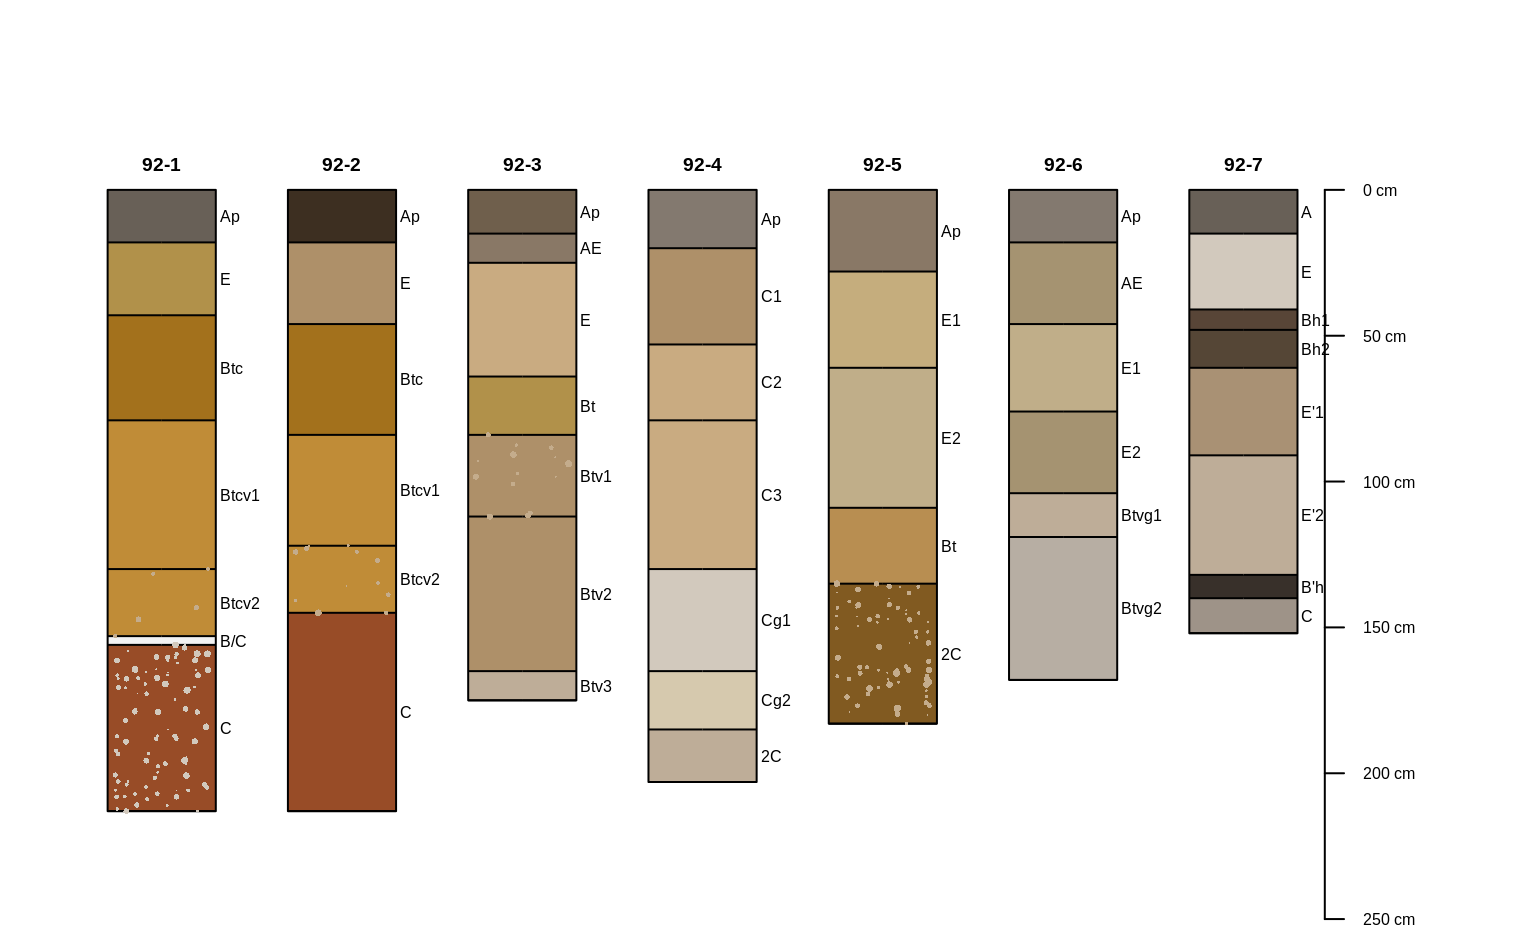 92-1
92-2
92-3
92-4
92-5
92-6
92-7
Ap
E
Btc
Btcv1
Btcv2
B/C
C
Ap
E
Btc
Btcv1
Btcv2
C
Ap
AE
E
Bt
Btv1
Btv2
Btv3
Ap
C1
C2
C3
Cg1
Cg2
2C
Ap
E1
E2
Bt
2C
Ap
AE
E1
E2
Btvg1
Btvg2
A
E
Bh1
Bh2
E'1
E'2
B'h
C
0 cm
50 cm
100 cm
150 cm
200 cm
250 cm